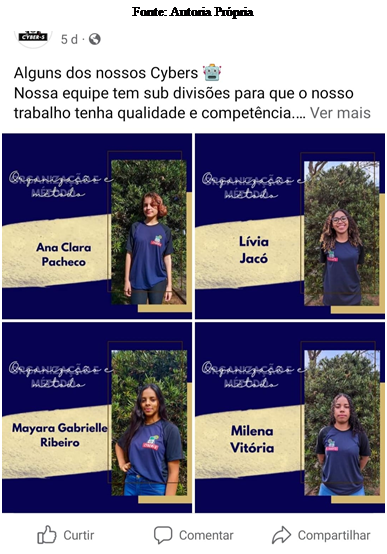 Fonte: Autoria Própria
CYBER-S
5 d ·
Alguns dos nossos Cybers
Nossa equipe tem sub divisões para que o nosso
trabalho tenha qualidade e competência.... Ver mais
Organização e
método
Ana Clara
Pacheco
Organização e
método
Lívia
Jacó
Organização e
método
Mayara Gabrielle
Ribeiro
Organização e
método
Milena
Vitória
Curtir
Comentar
Compartilhar